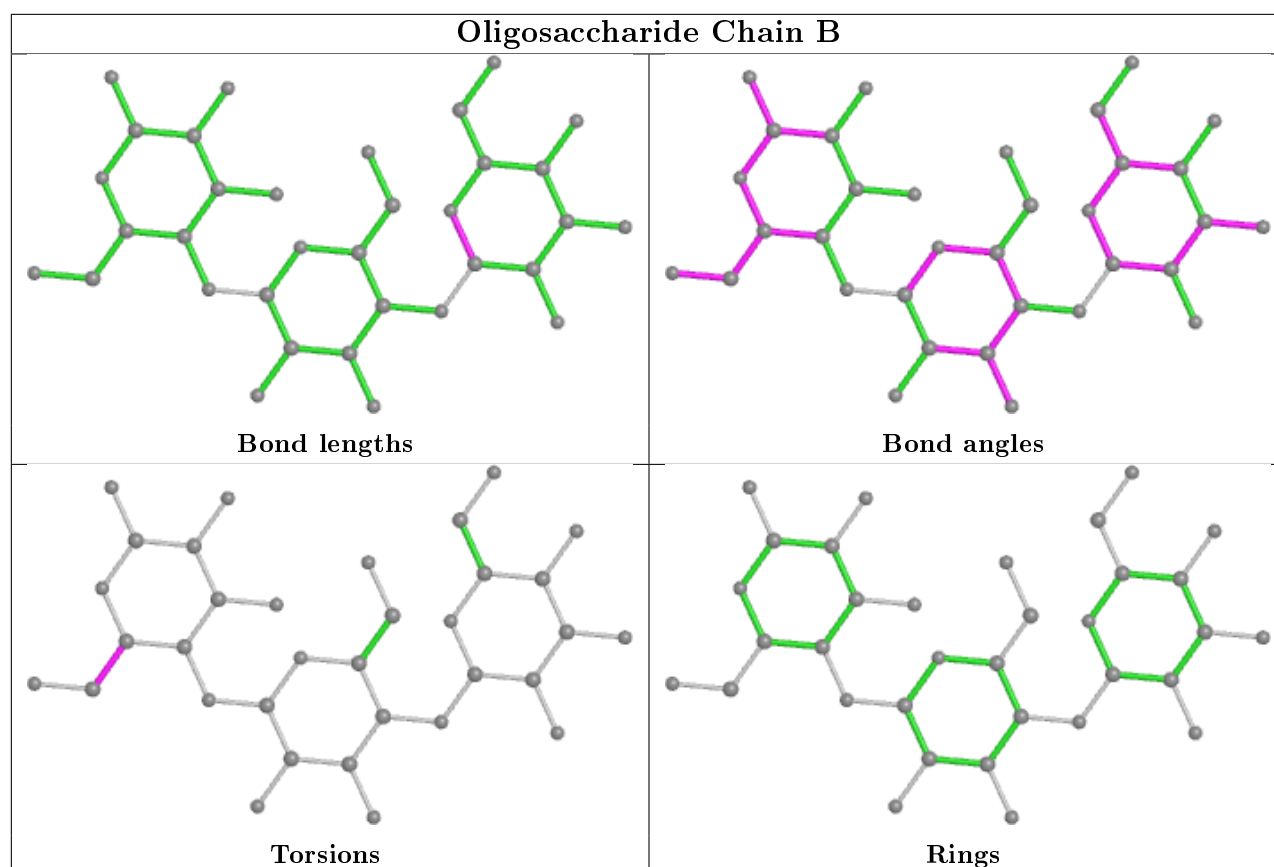 Oligosaccharide Chain B
Bond lengths
Bond angles
Torsions
Rings